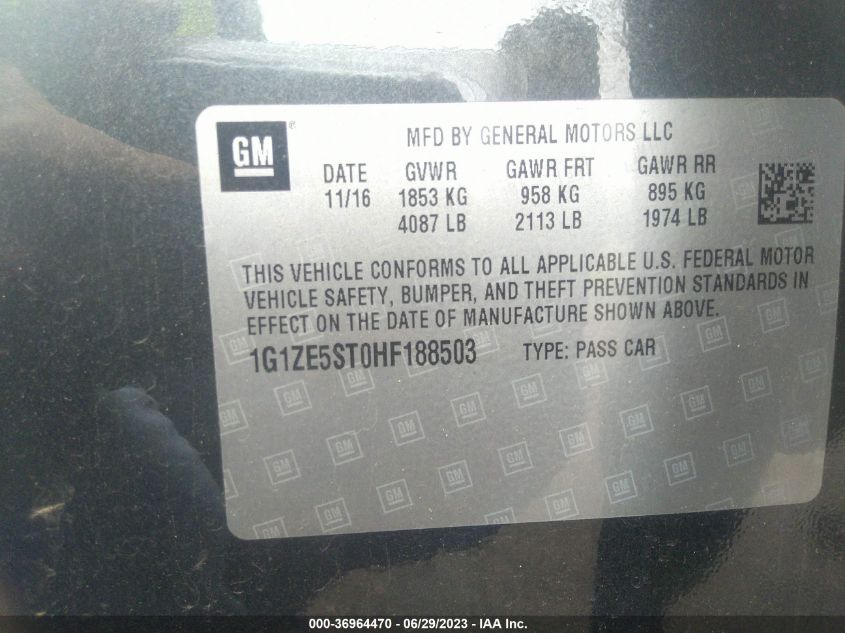 GM ®
MFD BY GENERAL MOTORS LLC
DATE GVWR GAWR FRT GAWR RR
11/16 1853 KG 958 KG 895 KG
4087 LB 2113 LB 1974 LB
THIS VEHICLE CONFORMS TO ALL APPLICABLE U.S. FEDERAL MOTOR
VEHICLE SAFETY, BUMPER, AND THEFT PREVENTION STANDARDS IN
EFFECT ON THE DATE OF MANUFACTURE SHOWN ABOVE.
1G1ZE5ST0HF188503 TYPE: PASS CAR
000-36964470 - 06/29/2023 - IAA Inc.